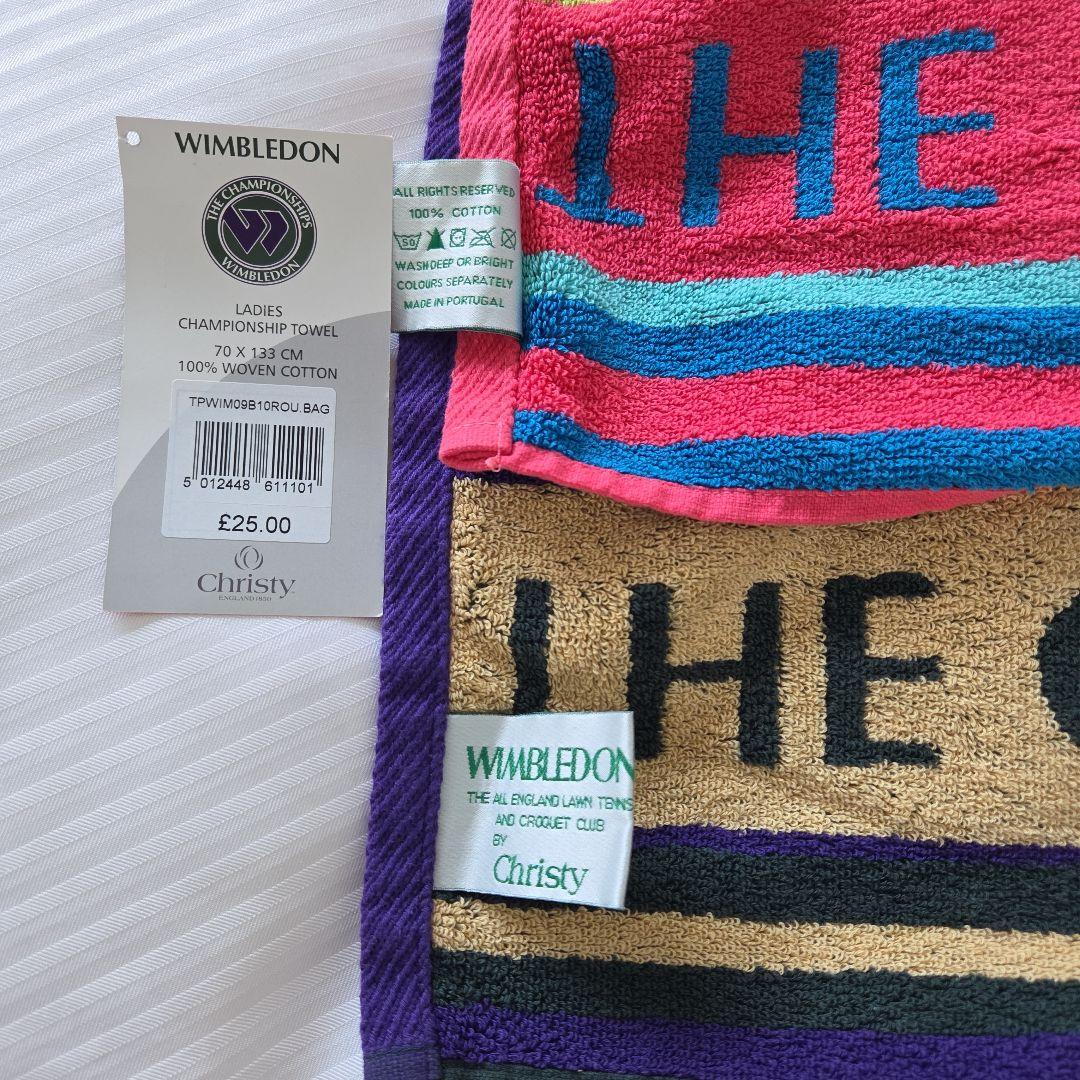 WIMBLEDON
THE CHAMPIONSHIPS
WIMBLEDON
LADIES
CHAMPIONSHIP TOWEL
70 X 133 CM
100% WOVEN COTTON
TPWIM09B10ROU.BAG
5 012448 611101
£25.00
Christy
ENGLAND 1850
ALL RIGHTS RESERVED
100% COTTON
50
WASH DEEP OR BRIGHT
COLOURS SEPARATELY
MADE IN PORTUGAL
THE
THE
WIMBLEDON
THE ALL ENGLAND LAWN TENNIS
AND CROQUET CLUB
BY
Christy